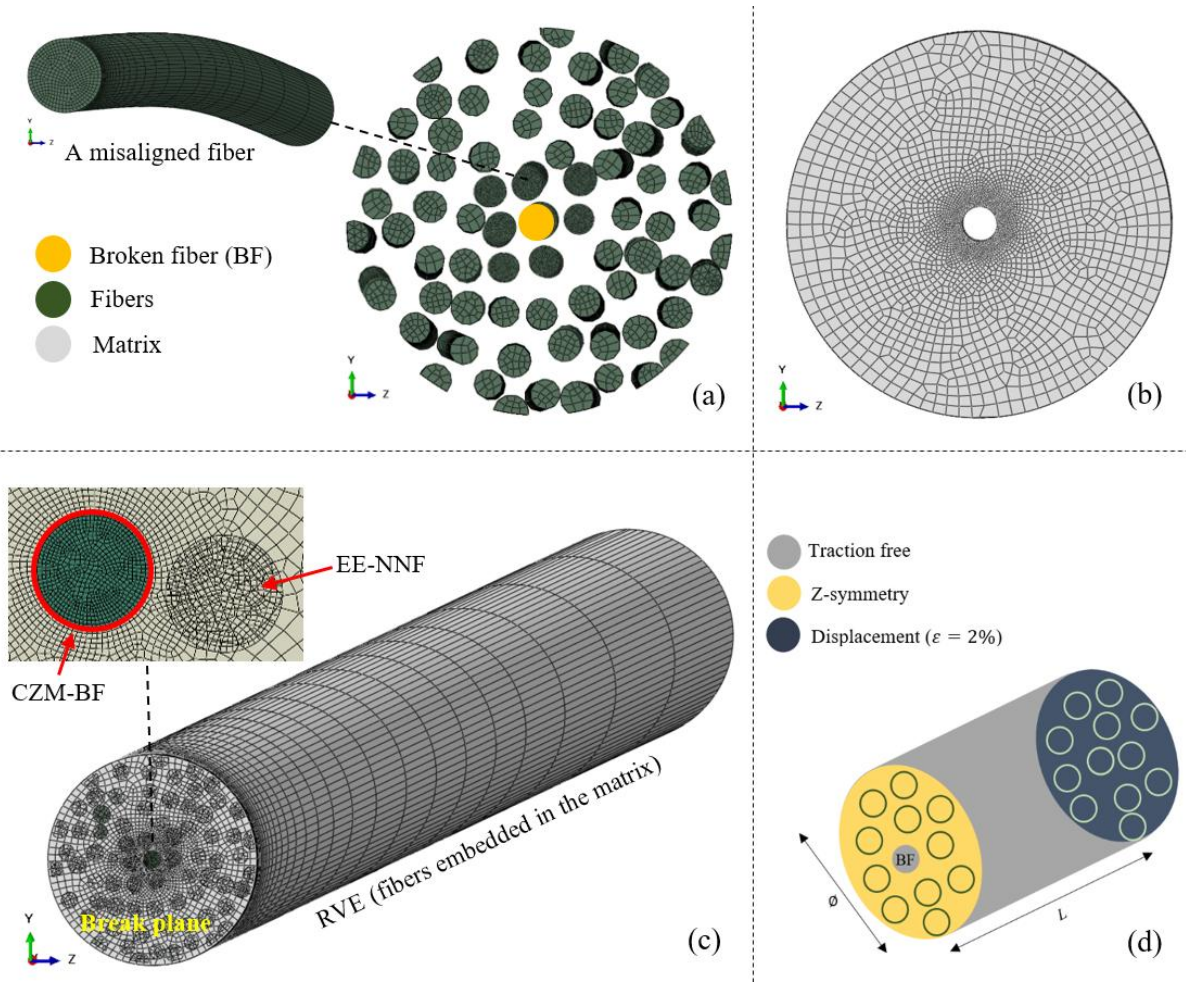 Y
Z
A misaligned fiber
Broken fiber (BF)
Fibers
Matrix
Y
Z
(a)
Y
Z
(b)
EE-NNF
CZM-BF
Break plane
RVE (fibers embedded in the matrix)
Y
Z
(c)
Traction free
Z-symmetry
Displacement (ε = 2%)
BF
Ø
L
(d)